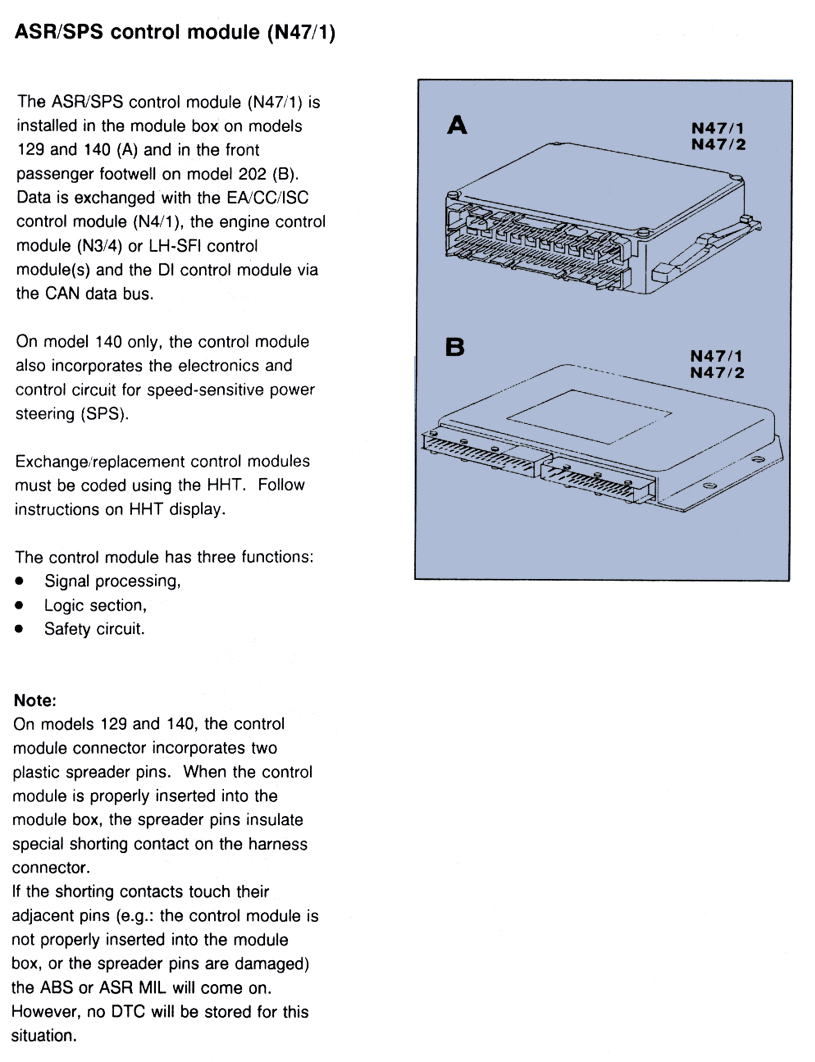 ASR/SPS control module (N47/1)
The ASR/SPS control module (N47/1) is
installed in the module box on models
129 and 140 (A) and in the front
passenger footwell on model 202 (B).
Data is exchanged with the EA/CC/ISC
control module (N4/1), the engine control
module (N3/4) or LH-SFI control
module(s) and the DI control module via
the CAN data bus.
On model 140 only, the control module
also incorporates the electronics and
control circuit for speed-sensitive power
steering (SPS).
Exchange/replacement control modules
must be coded using the HHT. Follow
instructions on HHT display.
The control module has three functions:
● Signal processing,
● Logic section,
● Safety circuit.
Note:
On models 129 and 140, the control
module connector incorporates two
plastic spreader pins. When the control
module is properly inserted into the
module box, the spreader pins insulate
special shorting contact on the harness
connector.
If the shorting contacts touch their
adjacent pins (e.g.: the control module is
not properly inserted into the module
box, or the spreader pins are damaged)
the ABS or ASR MIL will come on.
However, no DTC will be stored for this
situation.
A
N47/1
N47/2
B
N47/1
N47/2